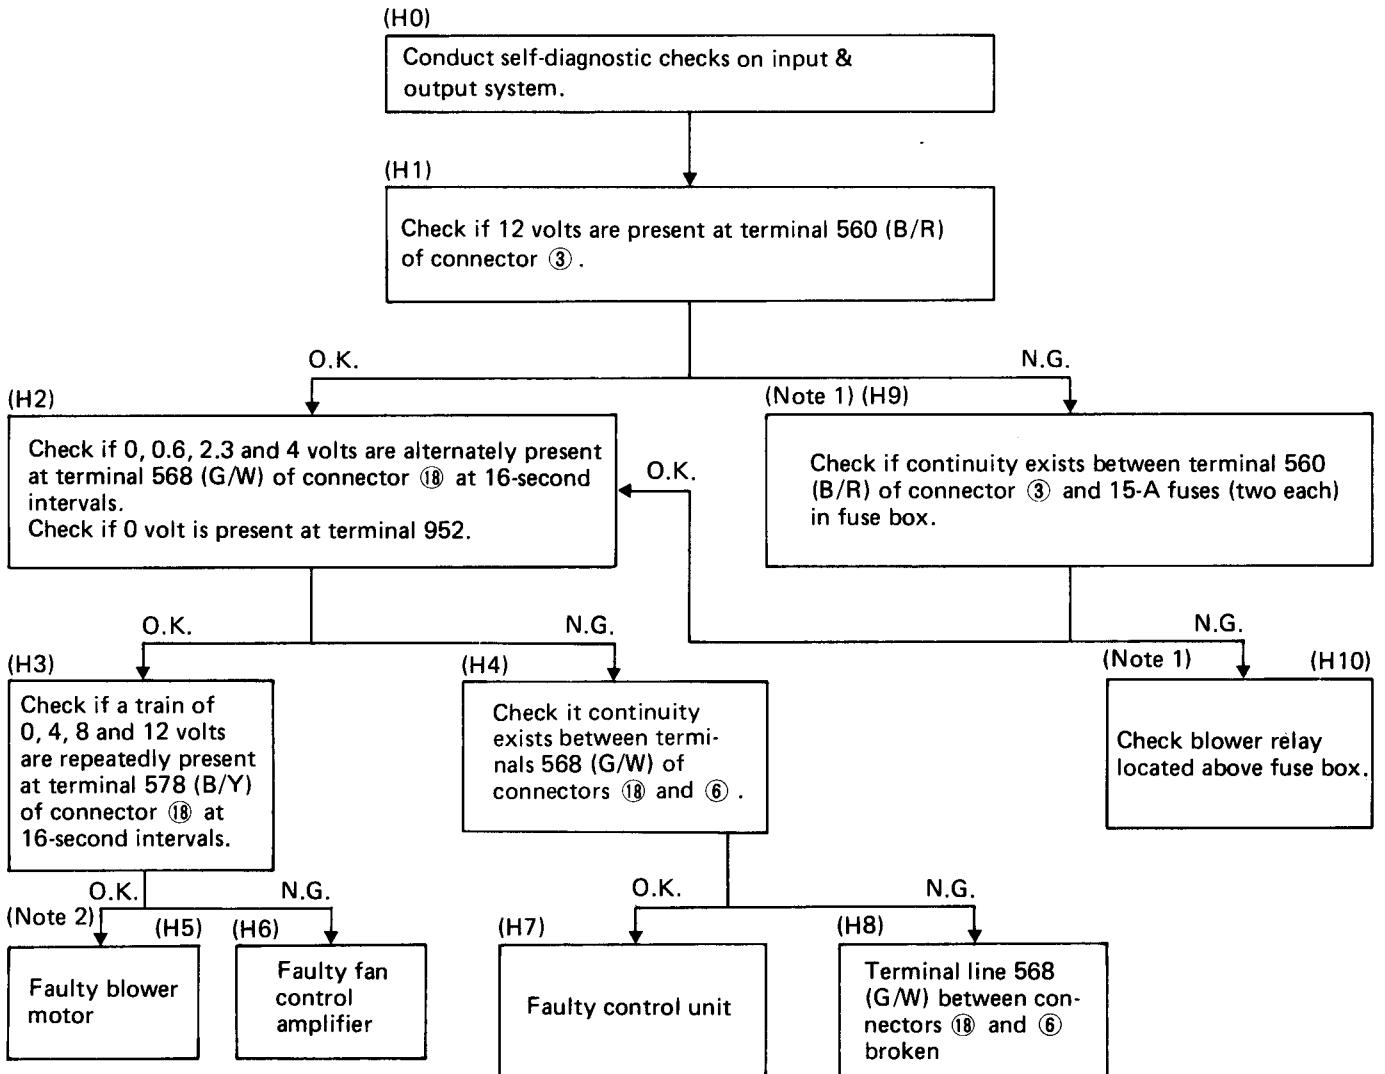 (H0)
Conduct self-diagnostic checks on input &
output system.
(H1)
Check if 12 volts are present at terminal 560 (B/R)
of connector ③ .
O.K.
N.G.
(H2)
Check if 0, 0.6, 2.3 and 4 volts are alternately present
at terminal 568 (G/W) of connector ⑱ at 16-second
intervals.
Check if 0 volt is present at terminal 952.
O.K.
(Note 1) (H9)
Check if continuity exists between terminal 560
(B/R) of connector ③ and 15-A fuses (two each)
in fuse box.
O.K.
N.G.
N.G.
(H3)
Check if a train of
0, 4, 8 and 12 volts
are repeatedly present
at terminal 578 (B/Y)
of connector ⑱ at
16-second intervals.
(H4)
Check it continuity
exists between termi-
nals 568 (G/W) of
connectors ⑱ and ⑥ .
(Note 1)
(H10)
Check blower relay
located above fuse box.
O.K.
N.G.
O.K.
N.G.
(Note 2)
(H5)
Faulty blower
motor
(H6)
Faulty fan
control
amplifier
(H7)
Faulty control unit
(H8)
Terminal line 568
(G/W) between con-
nectors ⑱ and ⑥
broken